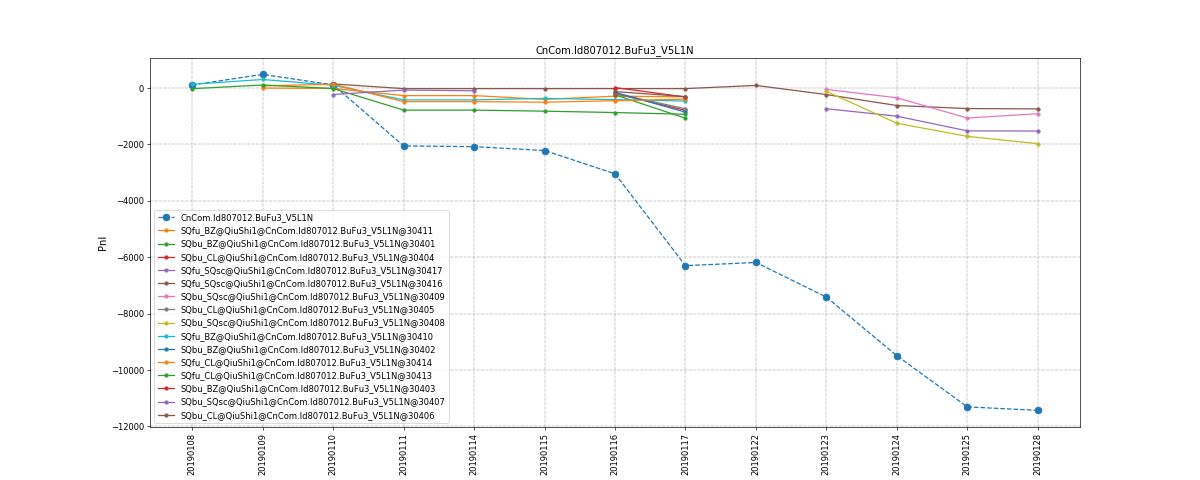 CnCom.Id807012.BuFu3_V5L1N
Pnl
0
−2000
−4000
−6000
−8000
−10000
−12000
CnCom.Id807012.BuFu3_V5L1N
SQfu_BZ@QiuShi1@CnCom.Id807012.BuFu3_V5L1N@30411
SQbu_BZ@QiuShi1@CnCom.Id807012.BuFu3_V5L1N@30401
SQbu_CL@QiuShi1@CnCom.Id807012.BuFu3_V5L1N@30404
SQfu_SQsc@QiuShi1@CnCom.Id807012.BuFu3_V5L1N@30417
SQfu_SQsc@QiuShi1@CnCom.Id807012.BuFu3_V5L1N@30416
SQbu_SQsc@QiuShi1@CnCom.Id807012.BuFu3_V5L1N@30409
SQbu_CL@QiuShi1@CnCom.Id807012.BuFu3_V5L1N@30405
SQbu_SQsc@QiuShi1@CnCom.Id807012.BuFu3_V5L1N@30408
SQfu_BZ@QiuShi1@CnCom.Id807012.BuFu3_V5L1N@30410
SQbu_BZ@QiuShi1@CnCom.Id807012.BuFu3_V5L1N@30402
SQfu_CL@QiuShi1@CnCom.Id807012.BuFu3_V5L1N@30414
SQfu_CL@QiuShi1@CnCom.Id807012.BuFu3_V5L1N@30413
SQbu_BZ@QiuShi1@CnCom.Id807012.BuFu3_V5L1N@30403
SQbu_SQsc@QiuShi1@CnCom.Id807012.BuFu3_V5L1N@30407
SQbu_CL@QiuShi1@CnCom.Id807012.BuFu3_V5L1N@30406
20190108
20190109
20190110
20190111
20190114
20190115
20190116
20190117
20190122
20190123
20190124
20190125
20190128